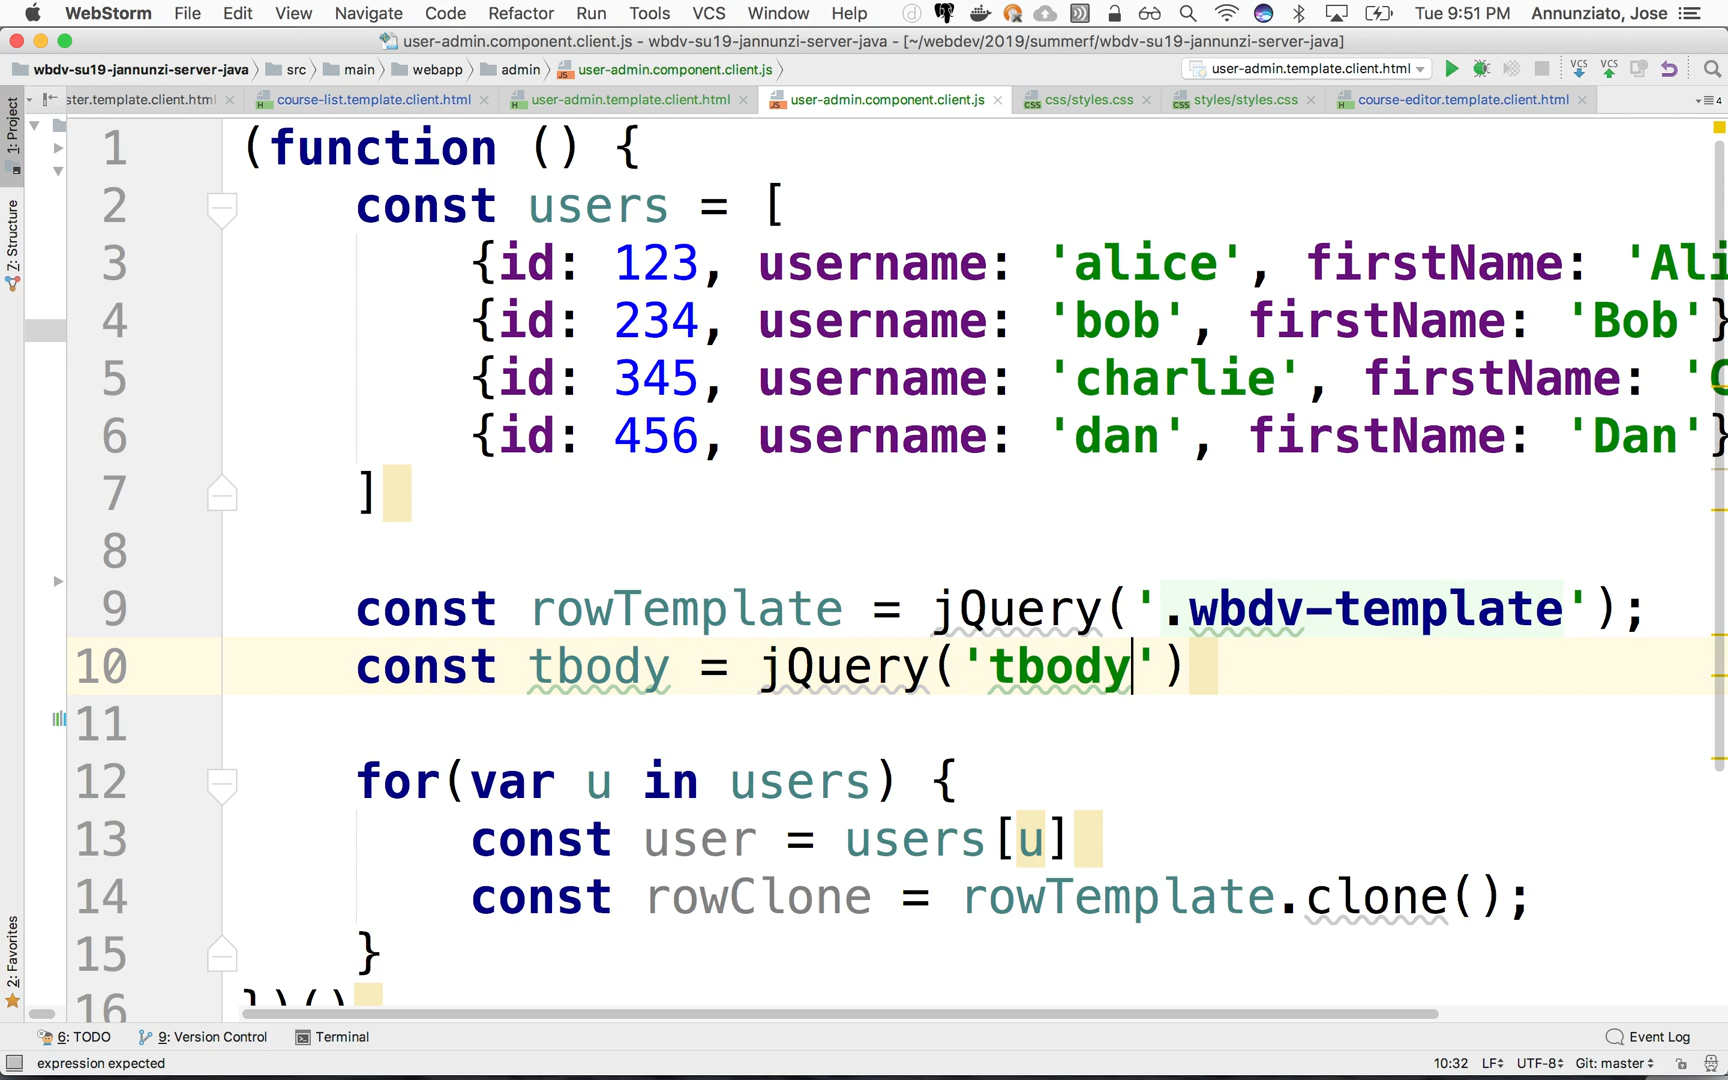 WebStorm File Edit View Navigate Code Refactor Run Tools VCS Window Help Tue 9:51 PM Annunziato, Jose
user-admin.component.client.js - wbdv-su19-jannunzi-server-java - [~/webdev/2019/summerf/wbdv-su19-jannunzi-server-java]
wbdv-su19-jannunzi-server-java src main webapp admin user-admin.component.client.js user-admin.template.client.html VCS VCS
ster.template.client.html course-list.template.client.html user-admin.template.client.html user-admin.component.client.js css/styles.css styles/styles.css course-editor.template.client.html 4
1: Project
7: Structure
2: Favorites
1 (function () {
2 const users = [
3 {id: 123, username: 'alice', firstName: 'Ali
4 {id: 234, username: 'bob', firstName: 'Bob'}
5 {id: 345, username: 'charlie', firstName: 'C
6 {id: 456, username: 'dan', firstName: 'Dan'}
7 ]
8
9 const rowTemplate = jQuery('.wbdv-template');
10 const tbody = jQuery('tbody')
11
12 for(var u in users) {
13 const user = users[u]
14 const rowClone = rowTemplate.clone();
15 }
16 })()
6: TODO 9: Version Control Terminal Event Log
expression expected 10:32 LF UTF-8 Git: master